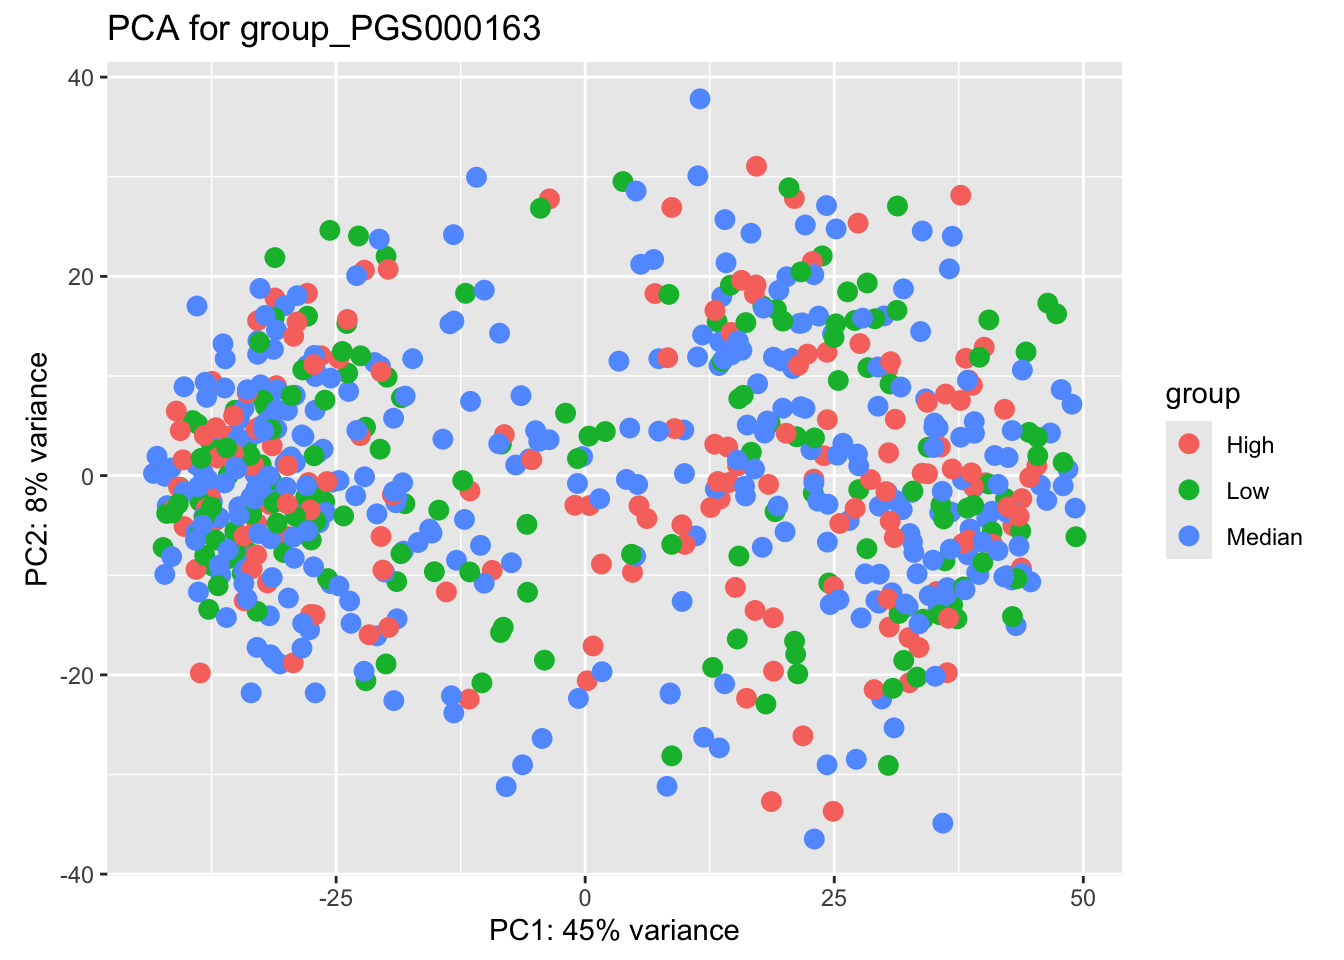 PCA for group_PGS000163
40
20
0
-20
-40
PC2: 8% variance
-25
0
25
50
PC1: 45% variance
group
High
Low
Median